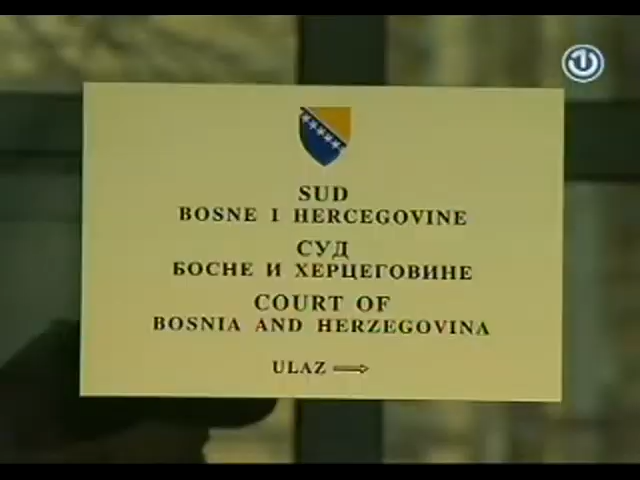 SUD
BOSNE I HERCEGOVINE
СУД
БОСНЕ И ХЕРЦЕГОВИНЕ
COURT OF
BOSNIA AND HERZEGOVINA
ULAZ